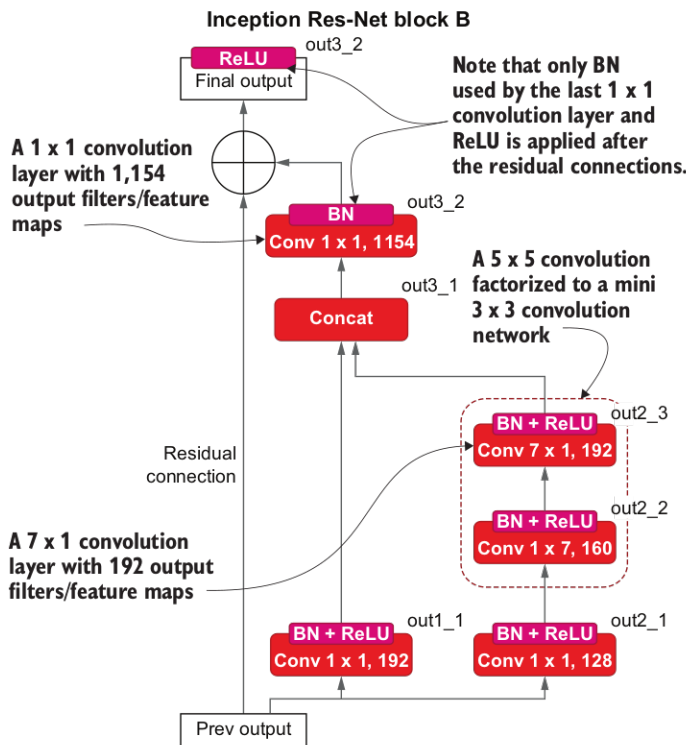 Inception Res-Net block B
out3_2
ReLU
Final output
Note that only BN
used by the last 1 x 1
convolution layer and
ReLU is applied after
the residual connections.
A 1 x 1 convolution
layer with 1,154
output filters/feature
maps
out3_2
BN
Conv 1 x 1, 1154
A 5 x 5 convolution
factorized to a mini
3 x 3 convolution
network
out3_1
Concat
out2_3
BN + ReLU
Conv 7 x 1, 192
Residual
connection
out2_2
BN + ReLU
Conv 1 x 7, 160
A 7 x 1 convolution
layer with 192 output
filters/feature maps
out1_1
BN + ReLU
Conv 1 x 1, 192
out2_1
BN + ReLU
Conv 1 x 1, 128
Prev output